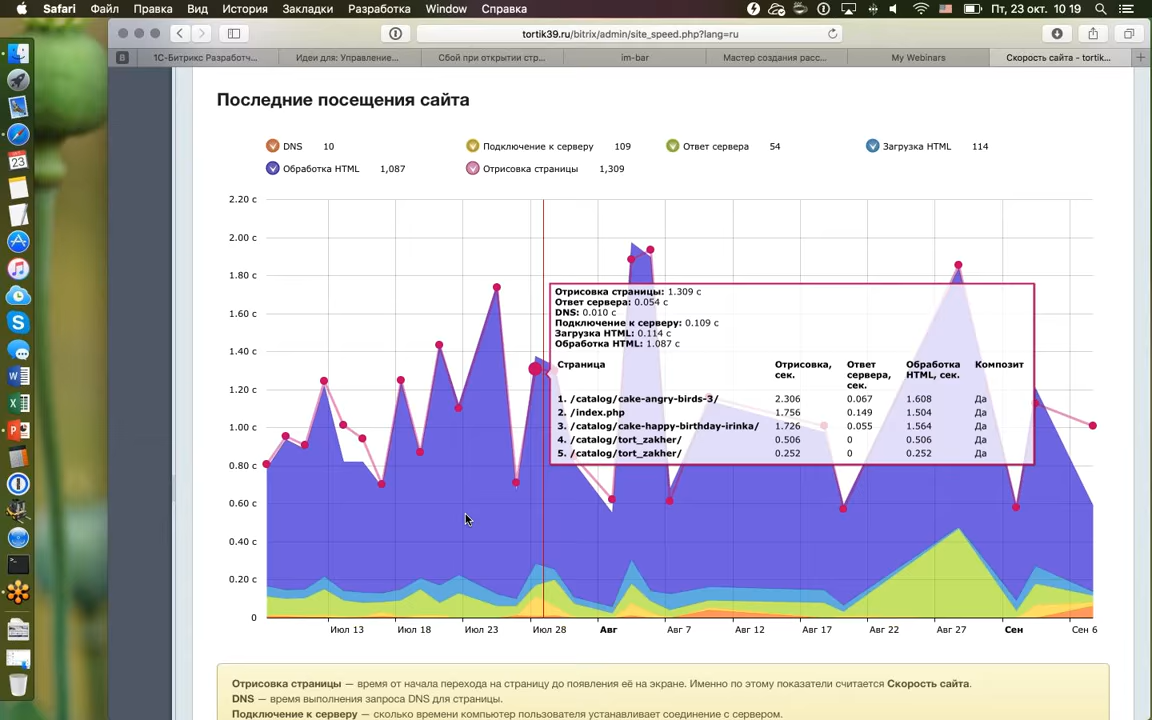 Safari Файл Правка Вид История Закладки Разработка Window Справка Пт, 23 окт. 10 19
tortik39.ru/bitrix/admin/site_speed.php?lang=ru
1С-Битрикс Разработч... Идеи для: Управление... Сбой при открытии стр... im-bar Мастер создания расс... My Webinars Скорость сайта - tortik...
Последние посещения сайта
DNS 10 Подключение к серверу 109 Ответ сервера 54 Загрузка HTML 114
Обработка HTML 1,087 Отрисовка страницы 1,309
2.20 с
2.00 с
1.80 с
1.60 с
1.40 с
1.20 с
1.00 с
0.80 с
0.60 с
0.40 с
0.20 с
0
Отрисовка страницы: 1.309 с
Ответ сервера: 0.054 с
DNS: 0.010 с
Подключение к серверу: 0.109 с
Загрузка HTML: 0.114 с
Обработка HTML: 1.087 с
Страница Отрисовка, сек. Ответ сервера, сек. Обработка HTML, сек. Композит
1. /catalog/cake-angry-birds-3/ 2.306 0.067 1.608 Да
2. /index.php 1.756 0.149 1.504 Да
3. /catalog/cake-happy-birthday-irinka/ 1.726 0.055 1.564 Да
4. /catalog/tort_zakher/ 0.506 0 0.506 Да
5. /catalog/tort_zakher/ 0.252 0 0.252 Да
Июл 13 Июл 18 Июл 23 Июл 28 Авг Авг 7 Авг 12 Авг 17 Авг 22 Авг 27 Сен Сен 6
Отрисовка страницы — время от начала перехода на страницу до появления её на экране. Именно по этому показатели считается Скорость сайта.
DNS — время выполнения запроса DNS для страницы.
Подключение к серверу — сколько времени компьютер пользователя устанавливает соединение с сервером.